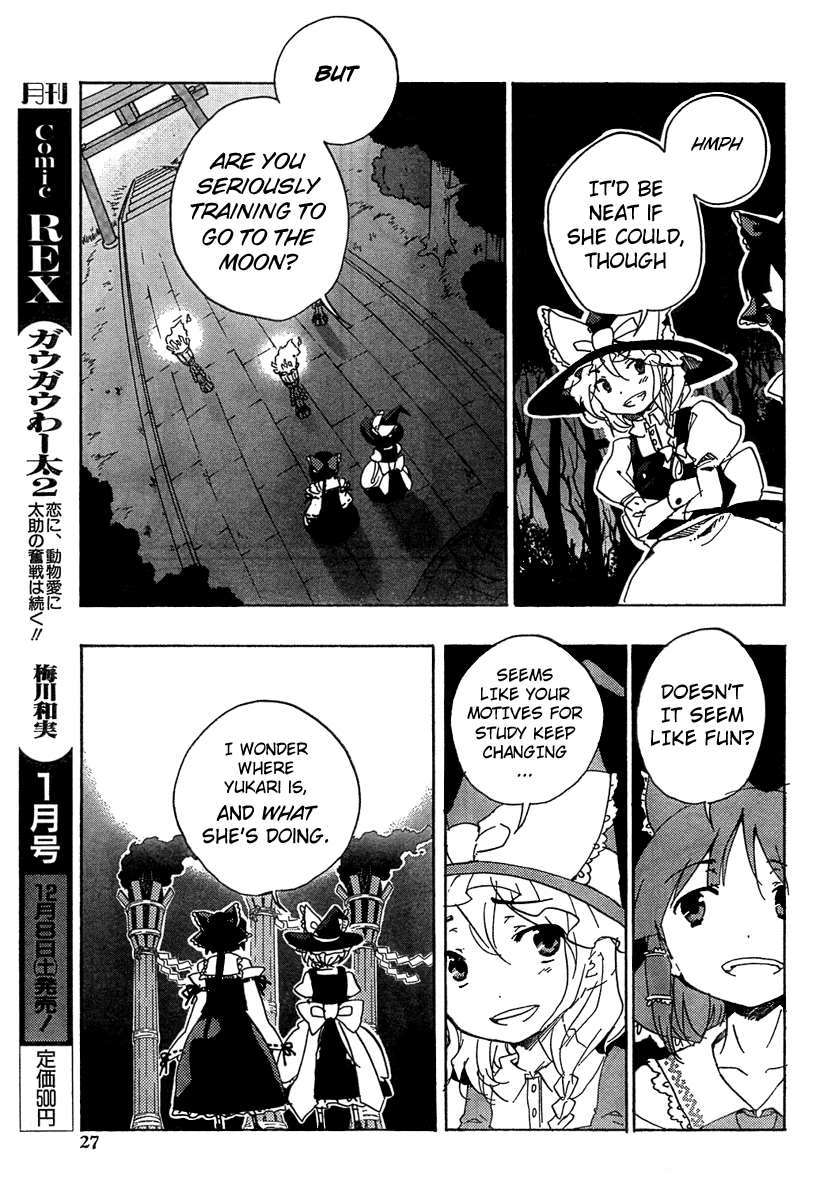 HMPH
IT'D BE
NEAT IF
SHE COULD,
THOUGH
BUT
ARE YOU
SERIOUSLY
TRAINING TO
GO TO THE
MOON?
DOESN'T
IT SEEM
LIKE FUN?
SEEMS
LIKE YOUR
MOTIVES FOR
STUDY KEEP
CHANGING
...
I WONDER
WHERE
YUKARI IS,
AND WHAT
SHE'S DOING.
月刊
Comic REX
ガウガウわー太2
恋に、動物愛に
太助の奮戦は続く!!
梅川和実
1月号
12月8日㊏発売!
定価500円
27